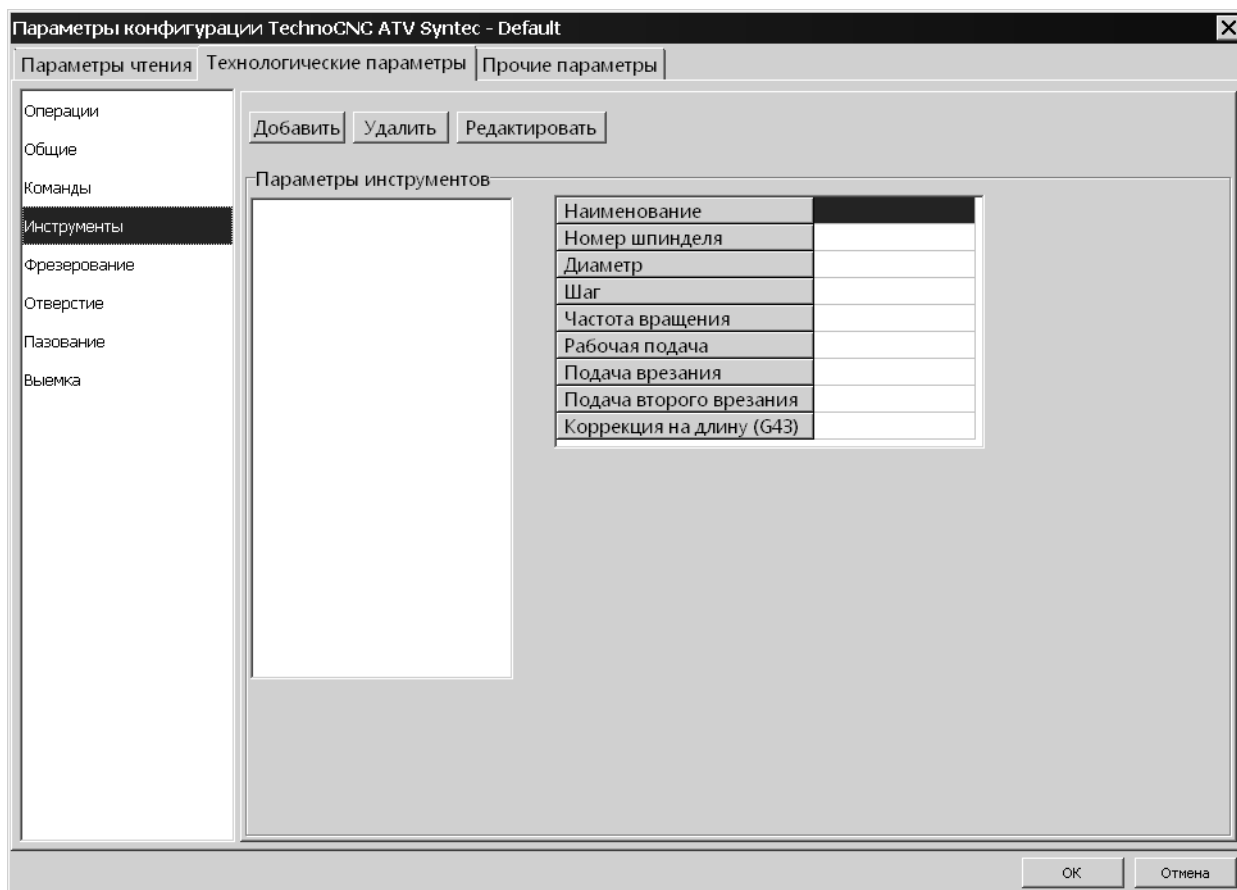 Параметры конфигурации TechnoCNC ATV Syntec - Default
Параметры чтения Технологические параметры Прочие параметры
Операции
Общие
Команды
Инструменты
Фрезерование
Отверстие
Пазование
Выемка
Добавить Удалить Редактировать
Параметры инструментов
Наименование
Номер шпинделя
Диаметр
Шаг
Частота вращения
Рабочая подача
Подача врезания
Подача второго врезания
Коррекция на длину (G43)
ОК Отмена